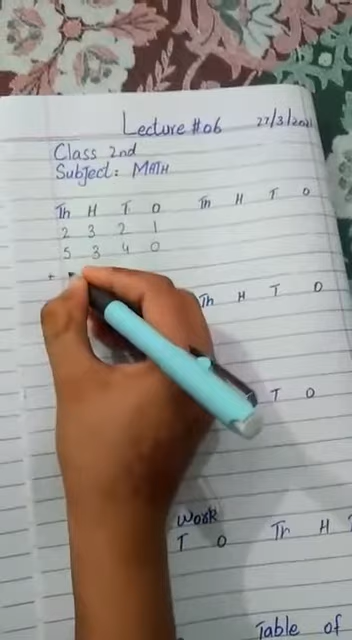 Lecture #06 27/3/2021
Class 2nd
Subject: MATH
Th H T O Th H T O
2 3 2 1
5 3 4 0
+
Th H T O
T O
Work
T O Th H
Table of